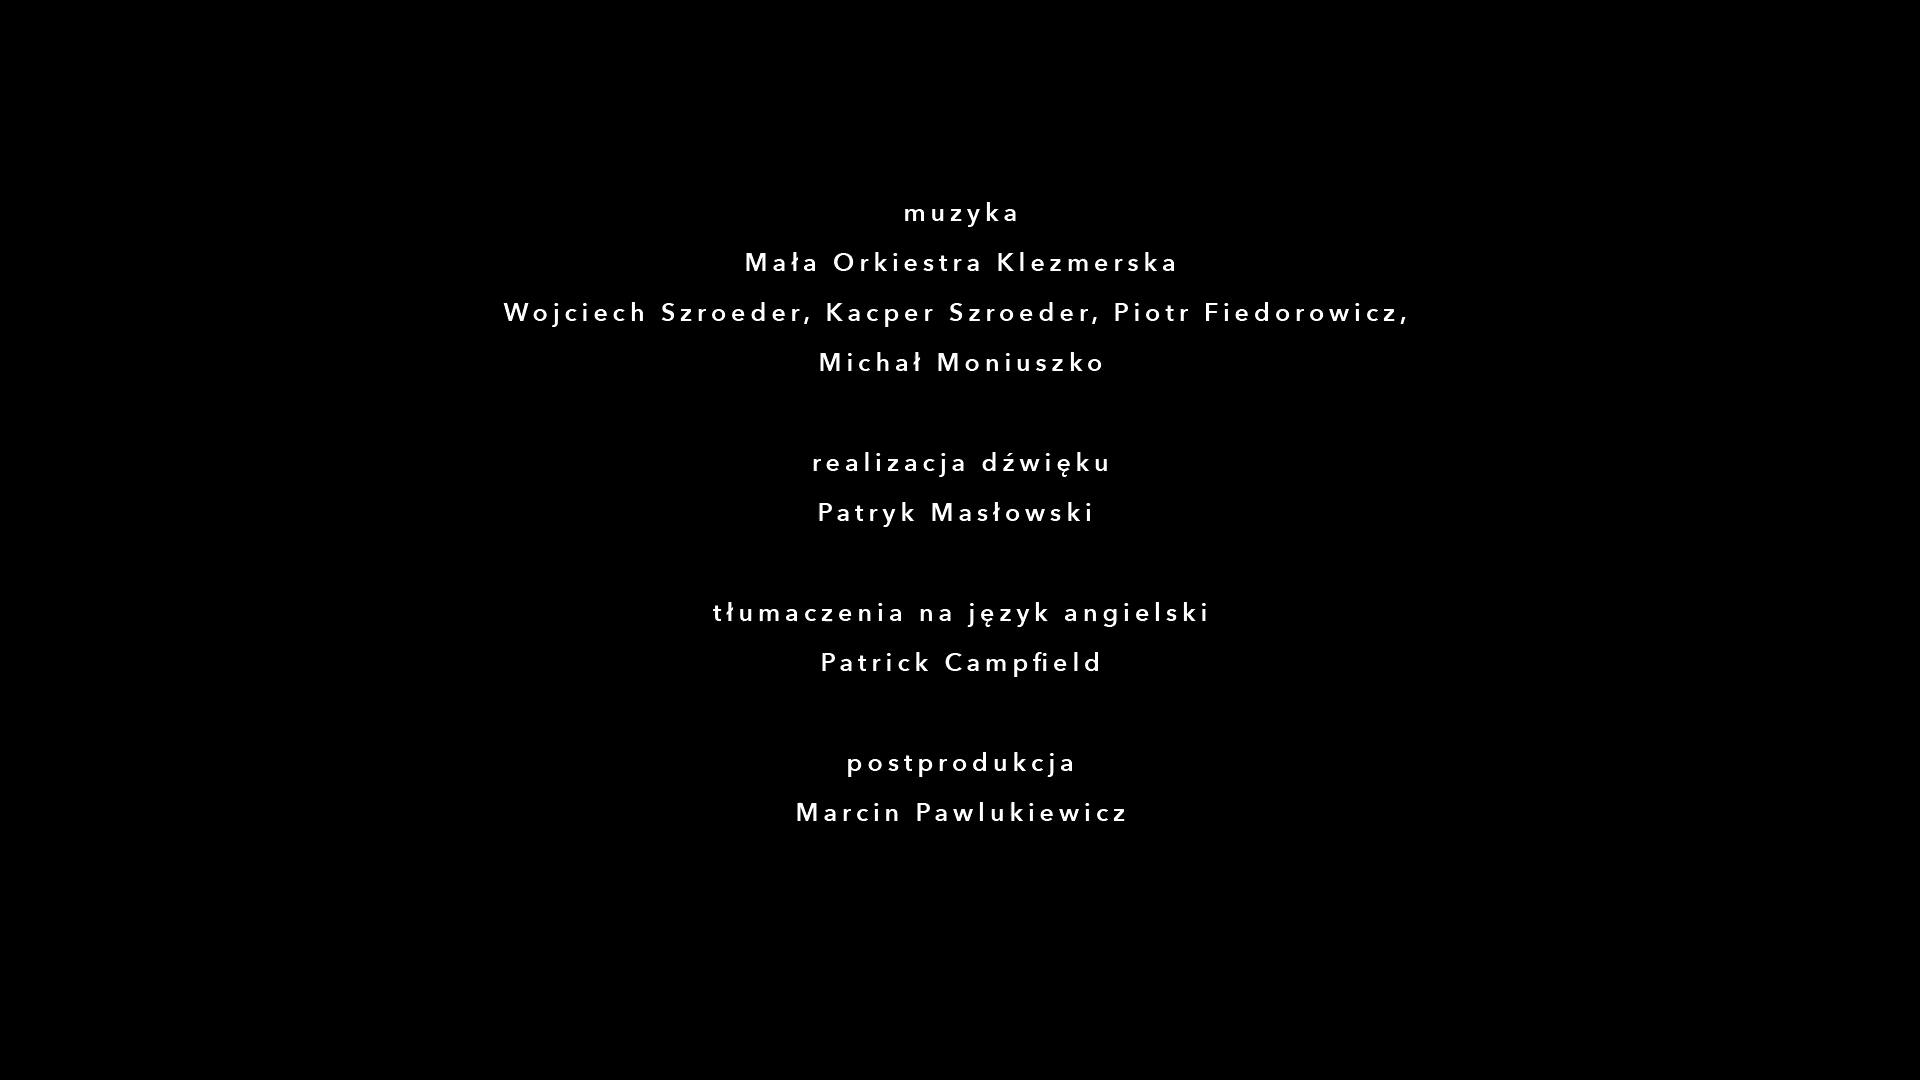 muzyka
Mała Orkiestra Klezmerska
Wojciech Szroeder, Kacper Szroeder, Piotr Fiedorowicz,
Michał Moniuszko
realizacja dźwięku
Patryk Masłowski
tłumaczenia na język angielski
Patrick Campfield
postprodukcja
Marcin Pawlukiewicz